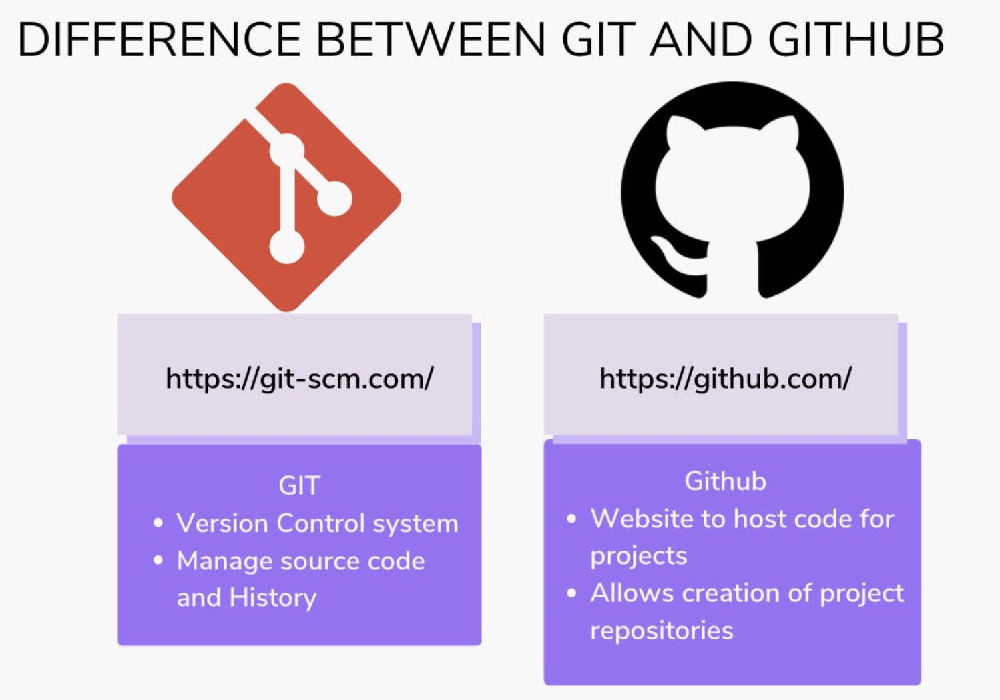 DIFFERENCE BETWEEN GIT AND GITHUB
https://git-scm.com/
https://github.com/
GIT
• Version Control system
• Manage source code
and History
Github
• Website to host code for
projects
• Allows creation of project
repositories